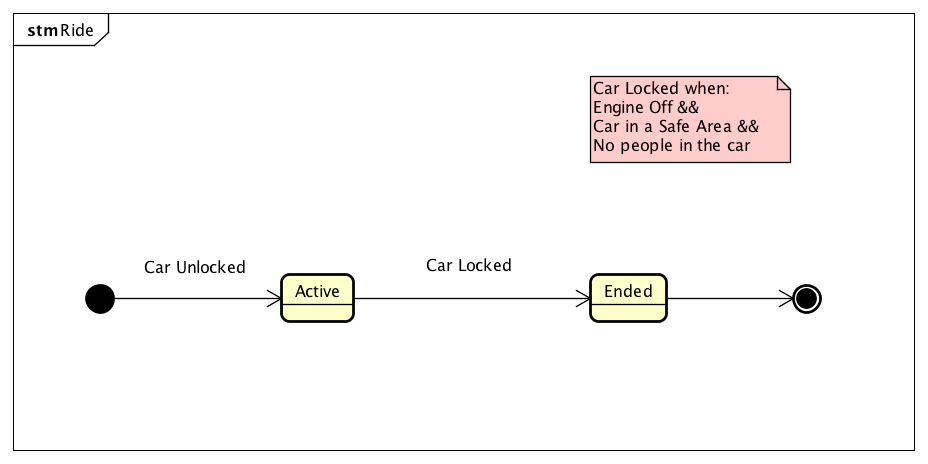 stm Ride
Car Locked when:
Engine Off &&
Car in a Safe Area &&
No people in the car
Car Unlocked
Car Locked
Active
Ended